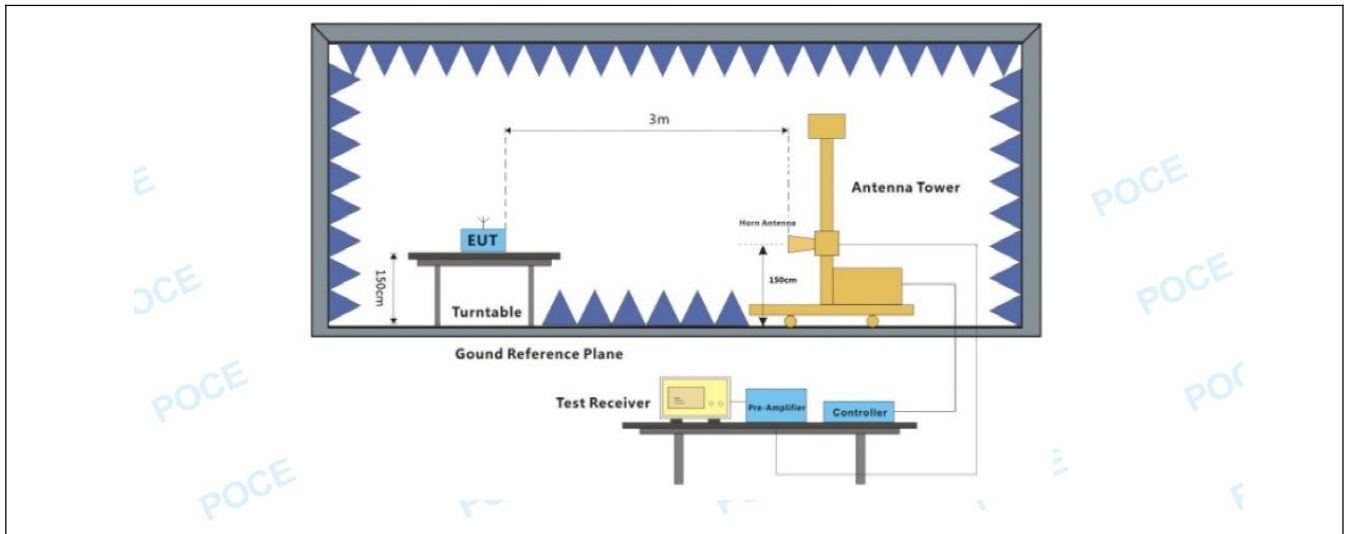 3m
Antenna Tower
POCE
POCE
Horn Antenna
EUT
150cm
150cm
POCE
POCE
Turntable
Gound Reference Plane
POCE
Test Receiver
Pre-Amplifier
Controller
POCE